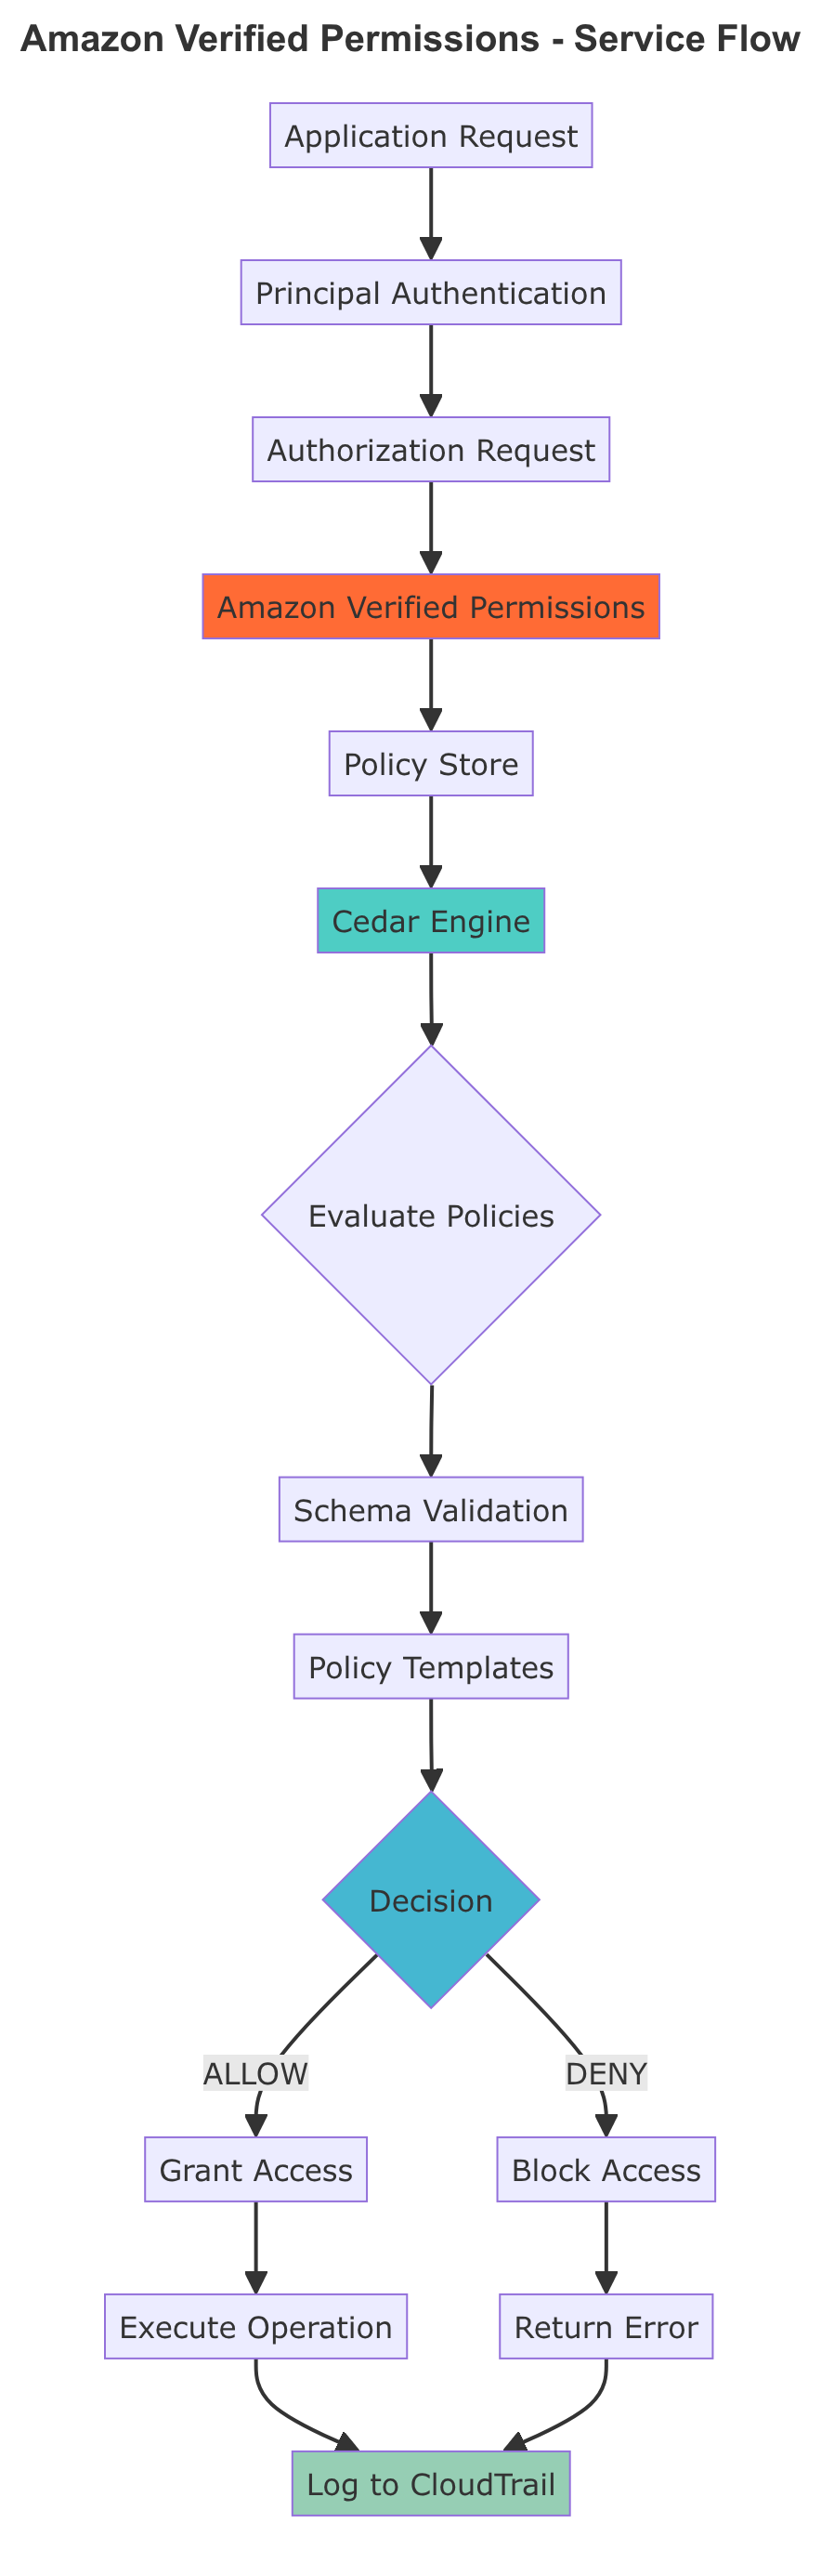 Amazon Verified Permissions - Service Flow
Application Request
Principal Authentication
Authorization Request
Amazon Verified Permissions
Policy Store
Cedar Engine
Evaluate Policies
Schema Validation
Policy Templates
Decision
ALLOW
DENY
Grant Access
Block Access
Execute Operation
Return Error
Log to CloudTrail